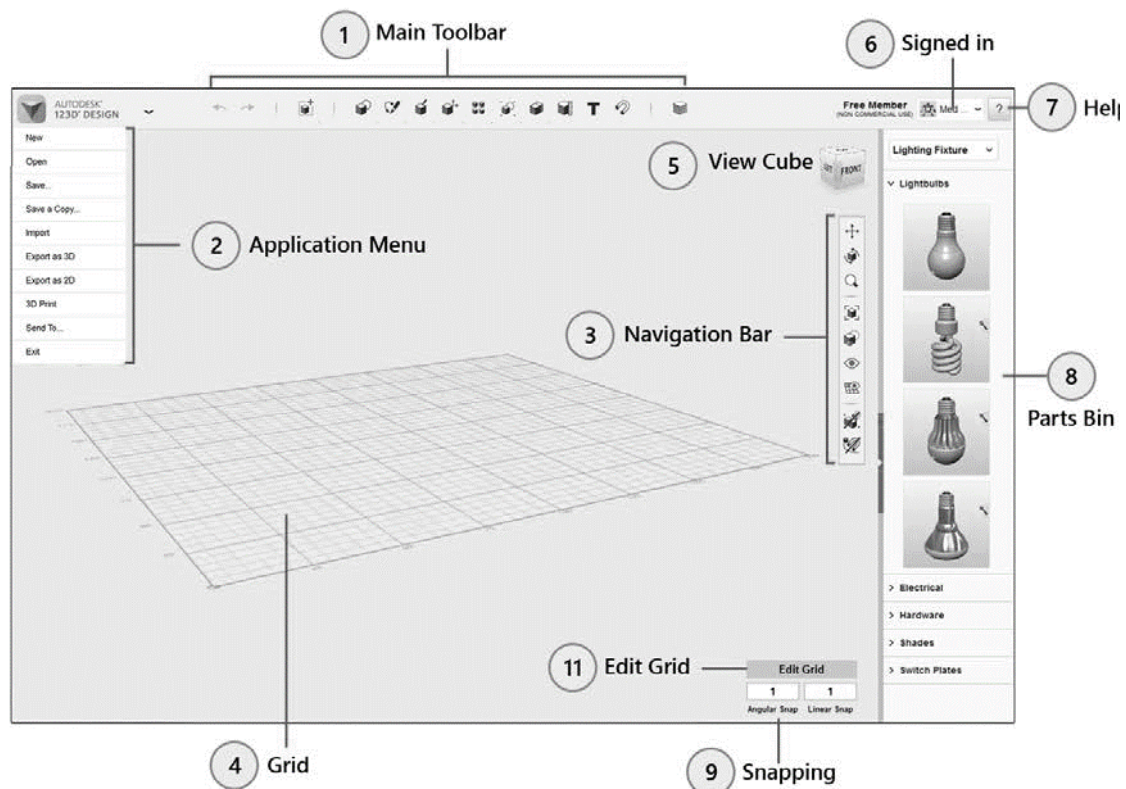 1 Main Toolbar
6 Signed in
AUTODESK®
123D® DESIGN
T
Free Member
(NON COMMERCIAL USE)
Med ...
?
7 Hel
New
Open
Save...
Save a Copy...
Import
Export as 3D
Export as 2D
3D Print
Send To...
Exit
2 Application Menu
5 View Cube
FRONT
Lighting Fixture
Lightbulbs
3 Navigation Bar
8
Parts Bin
Electrical
Hardware
Shades
Switch Plates
11 Edit Grid
Edit Grid
1 1
Angular Snap Linear Snap
4 Grid
9 Snapping